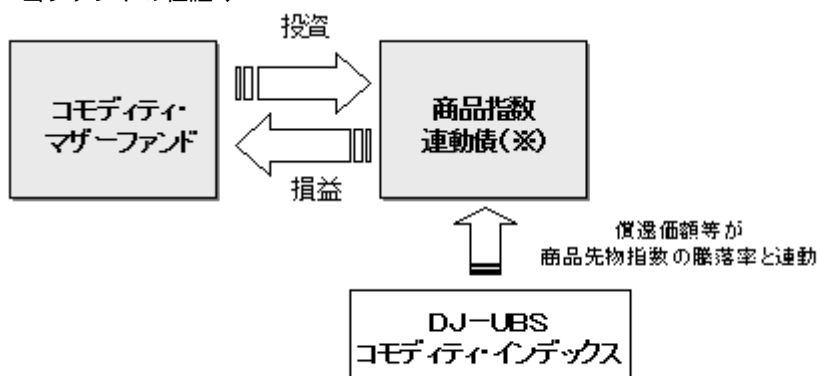 投資
コモディティ・
マザーファンド
商品指数
連動債(※)
損益
償還価額等が
商品先物指数の騰落率と連動
DJ－UBS
コモディティ・インデックス